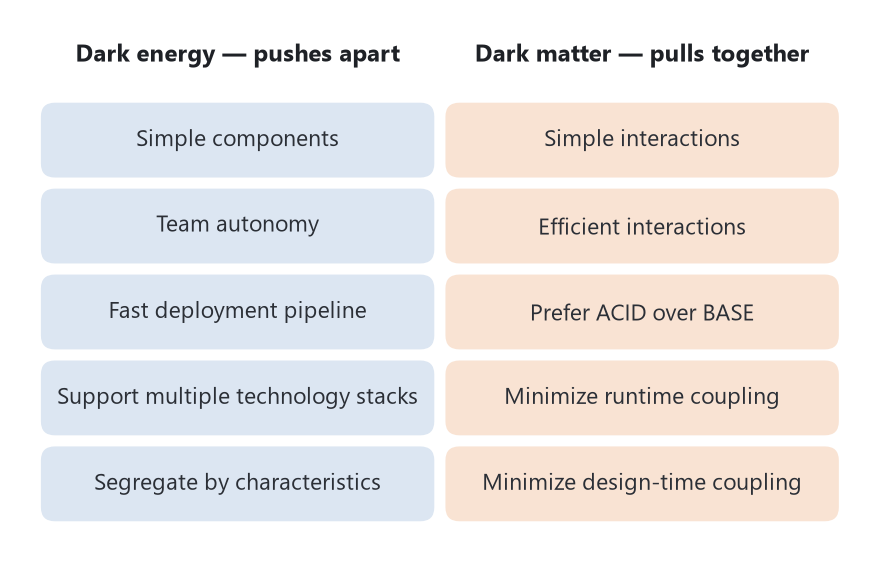 Dark energy — pushes apart
Dark matter — pulls together
Simple components
Simple interactions
Team autonomy
Efficient interactions
Fast deployment pipeline
Prefer ACID over BASE
Support multiple technology stacks
Minimize runtime coupling
Segregate by characteristics
Minimize design-time coupling